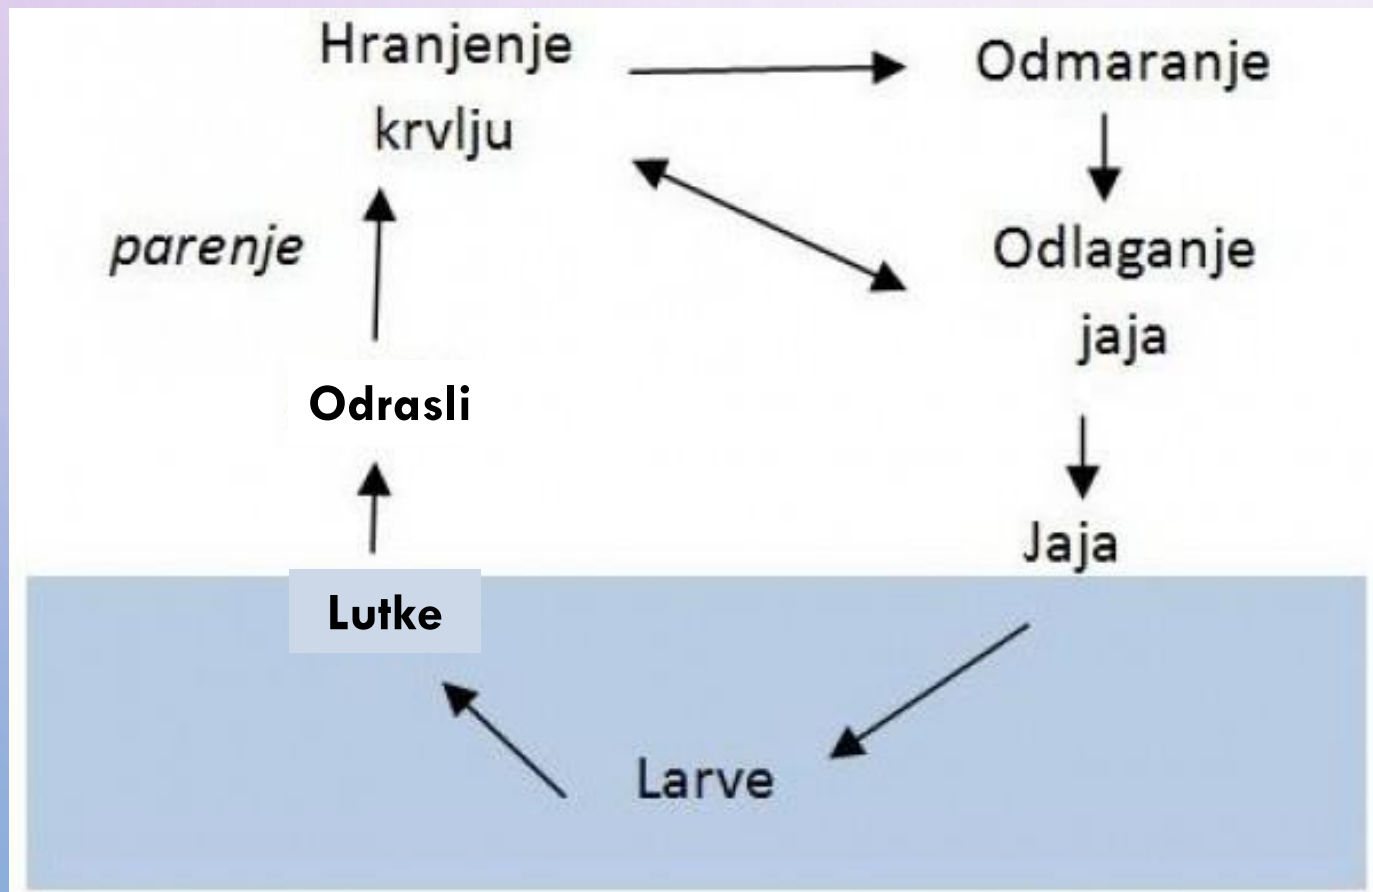 Hranjenje
krvlju
Odmaranje
parenje
Odlaganje
jaja
Odrasli
Jaja
Lutke
Larve